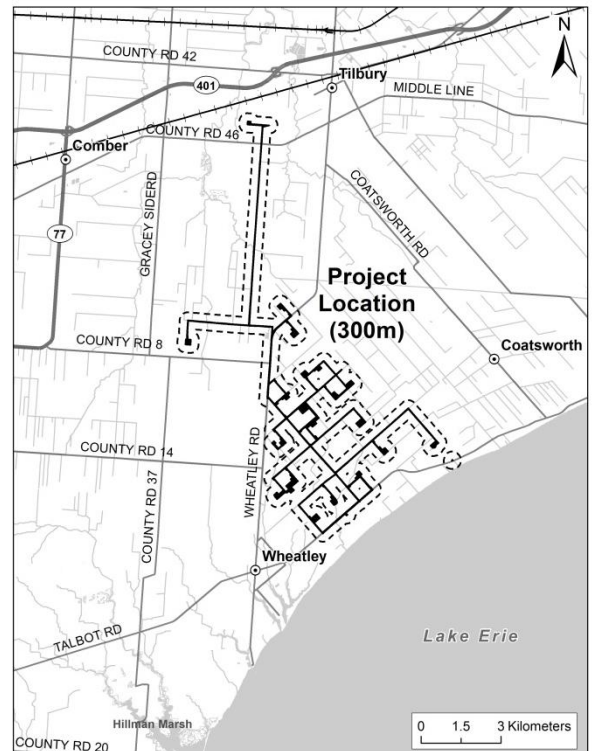 N
COUNTY RD 42
Tilbury
401
MIDDLE LINE
COUNTY RD 46
Comber
GRACEY SIDERD
COATSWORTH RD
77
Project
Location
(300m)
COUNTY RD 8
Coatsworth
WHEATLEY RD
COUNTY RD 14
COUNTY RD 37
Wheatley
TALBOT RD
Lake Erie
Hillman Marsh
0 1.5 3 Kilometers
COUNTY RD 20